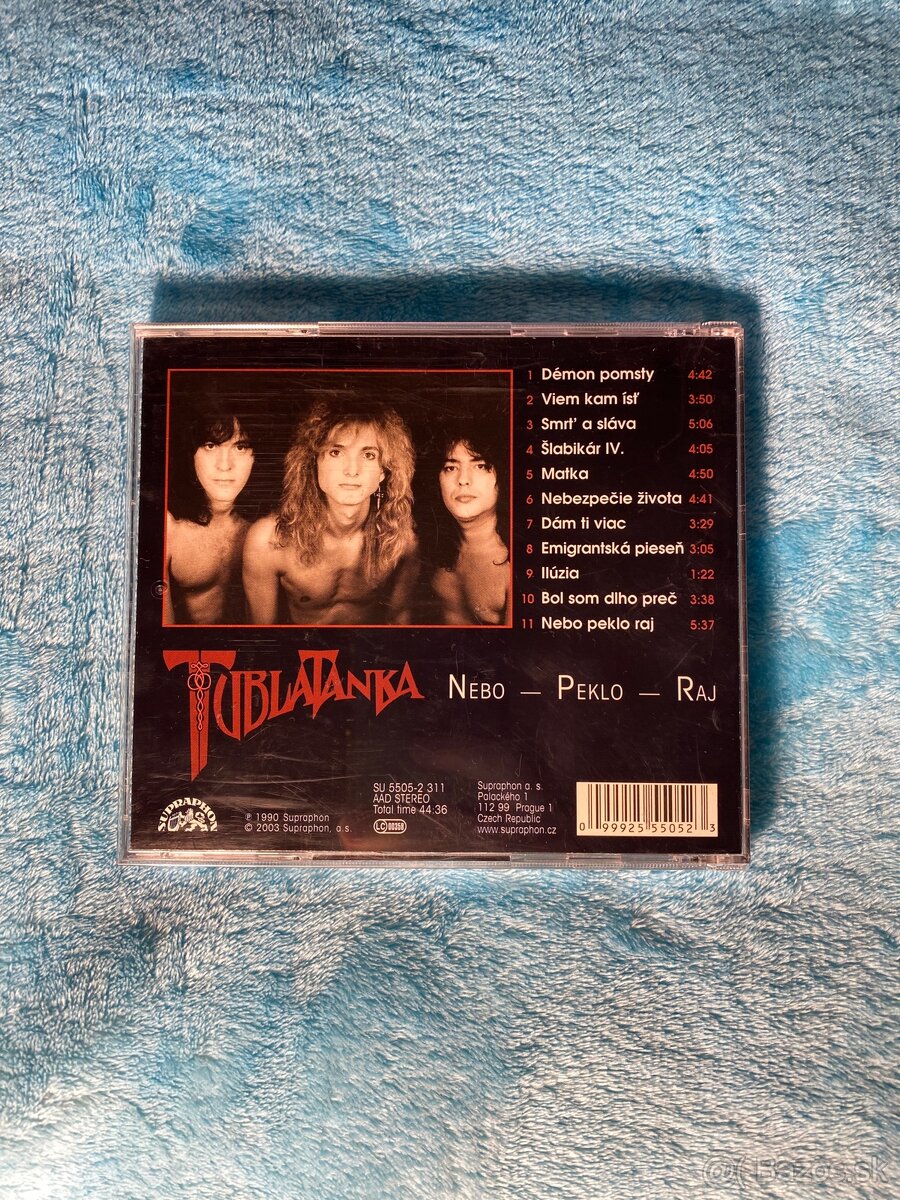 1 Démon pomsty 4:42
2 Viem kam ísť 3:50
3 Smrť a sláva 5:06
4 Šlabikár IV. 4:05
5 Matka 4:50
6 Nebezpečie života 4:41
7 Dám ti viac 3:29
8 Emigrantská pieseň 3:05
9 Ilúzia 1:22
10 Bol som dlho preč 3:38
11 Nebo peklo raj 5:37
TUBLATANKA
NEBO — PEKLO — RAJ
SUPRAPHON
℗ 1990 Supraphon
© 2003 Supraphon, a.s.
SU 5505-2 311
AAD STEREO
Total time 44:36
LC 00358
Supraphon a. s.
Palackého 1
112 99 Prague 1
Czech Republic
www.supraphon.cz
0 99925 55052 3
@Bazos.sk